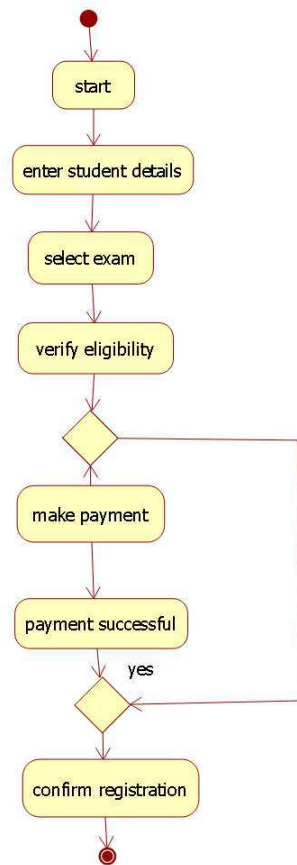 start
enter student details
select exam
verify eligibility
make payment
payment successful
yes
confirm registration